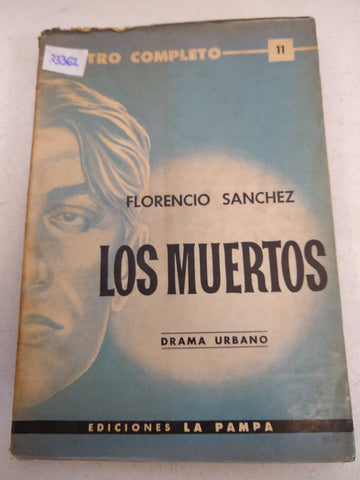 33362
TRO COMPLETO 11
FLORENCIO SANCHEZ
LOS MUERTOS
DRAMA URBANO
EDICIONES LA PAMPA